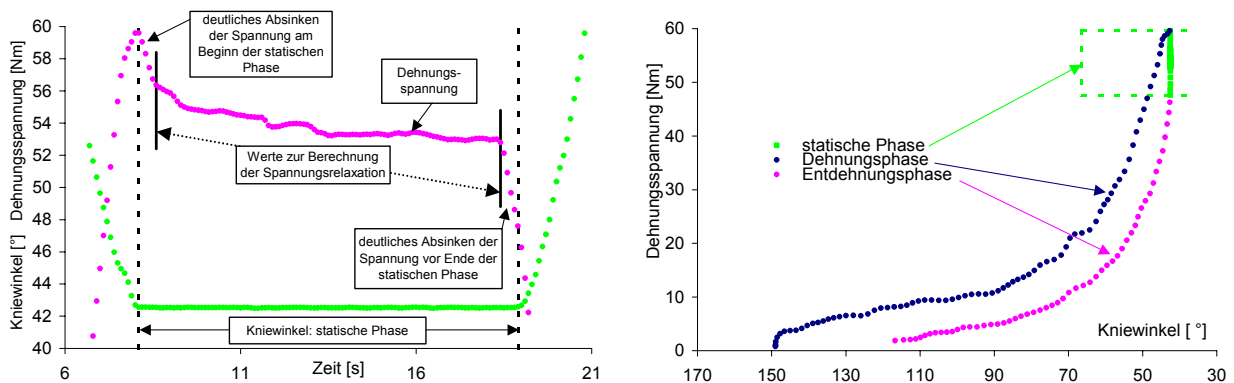 Kniewinkel [°]  Dehnungsspannung [Nm]
60
58
56
54
52
50
48
46
44
42
40
deutliches Absinken
der Spannung am
Beginn der statischen
Phase
Dehnungs-
spannung
Werte zur Berechnung
der Spannungsrelaxation
deutliches Absinken der
Spannung vor Ende der
statischen Phase
Kniewinkel: statische Phase
6 11 16 21
Zeit [s]
Dehnungsspannung [Nm]
60
50
40
30
20
10
0
statische Phase
Dehnungsphase
Entdehnungsphase
Kniewinkel [ °]
170 150 130 110 90 70 50 30